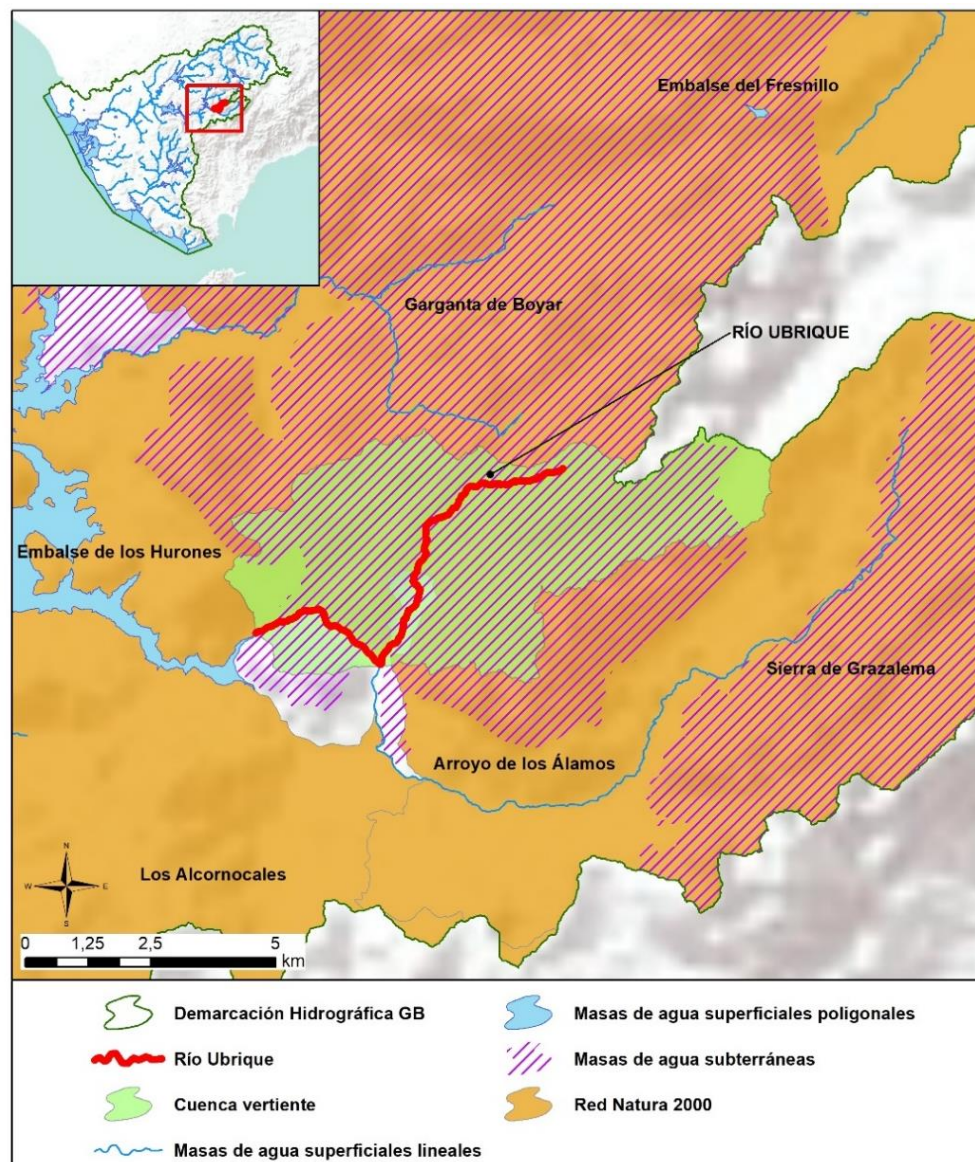 Embalse del Fresnillo
Garganta de Boyar
RÍO UBRIQUE
Embalse de los Hurones
Sierra de Grazalema
Arroyo de los Álamos
Los Alcornocales
N
W E
S
0 1,25 2,5 5
km
Demarcación Hidrográfica GB
Masas de agua superficiales poligonales
Río Ubrique
Masas de agua subterráneas
Cuenca vertiente
Red Natura 2000
Masas de agua superficiales lineales